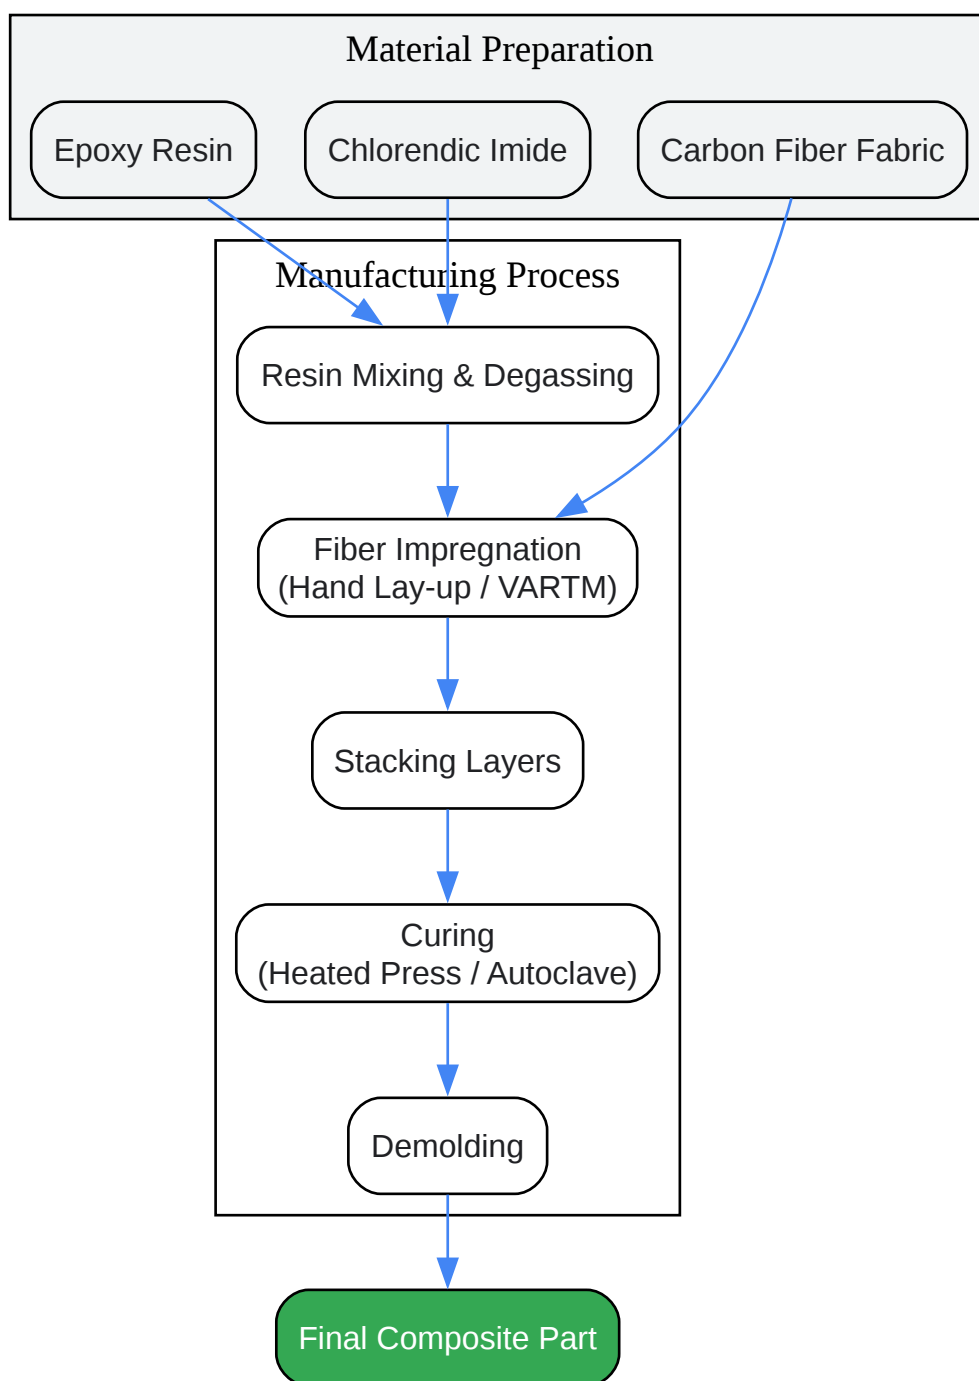 Material Preparation
Epoxy Resin
Chlorendic Imide
Carbon Fiber Fabric
Manufacturing Process
Resin Mixing & Degassing
Fiber Impregnation
(Hand Lay-up / VARTM)
Stacking Layers
Curing
(Heated Press / Autoclave)
Demolding
Final Composite Part